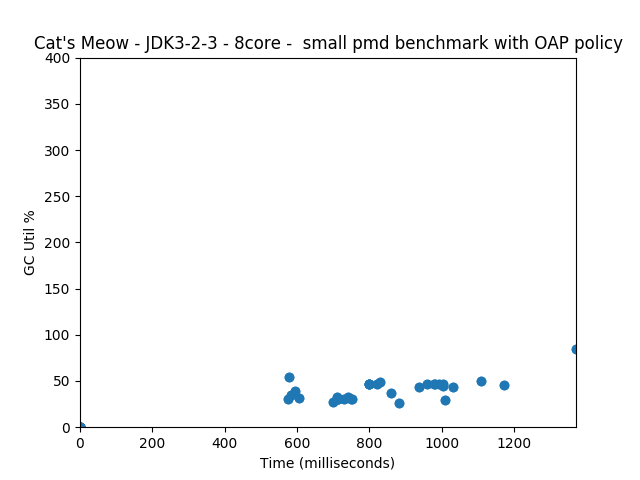 Cat's Meow - JDK3-2-3 - 8core -  small pmd benchmark with OAP policy
400
350
300
250
200
150
100
50
0
GC Util %
0 200 400 600 800 1000 1200
Time (milliseconds)